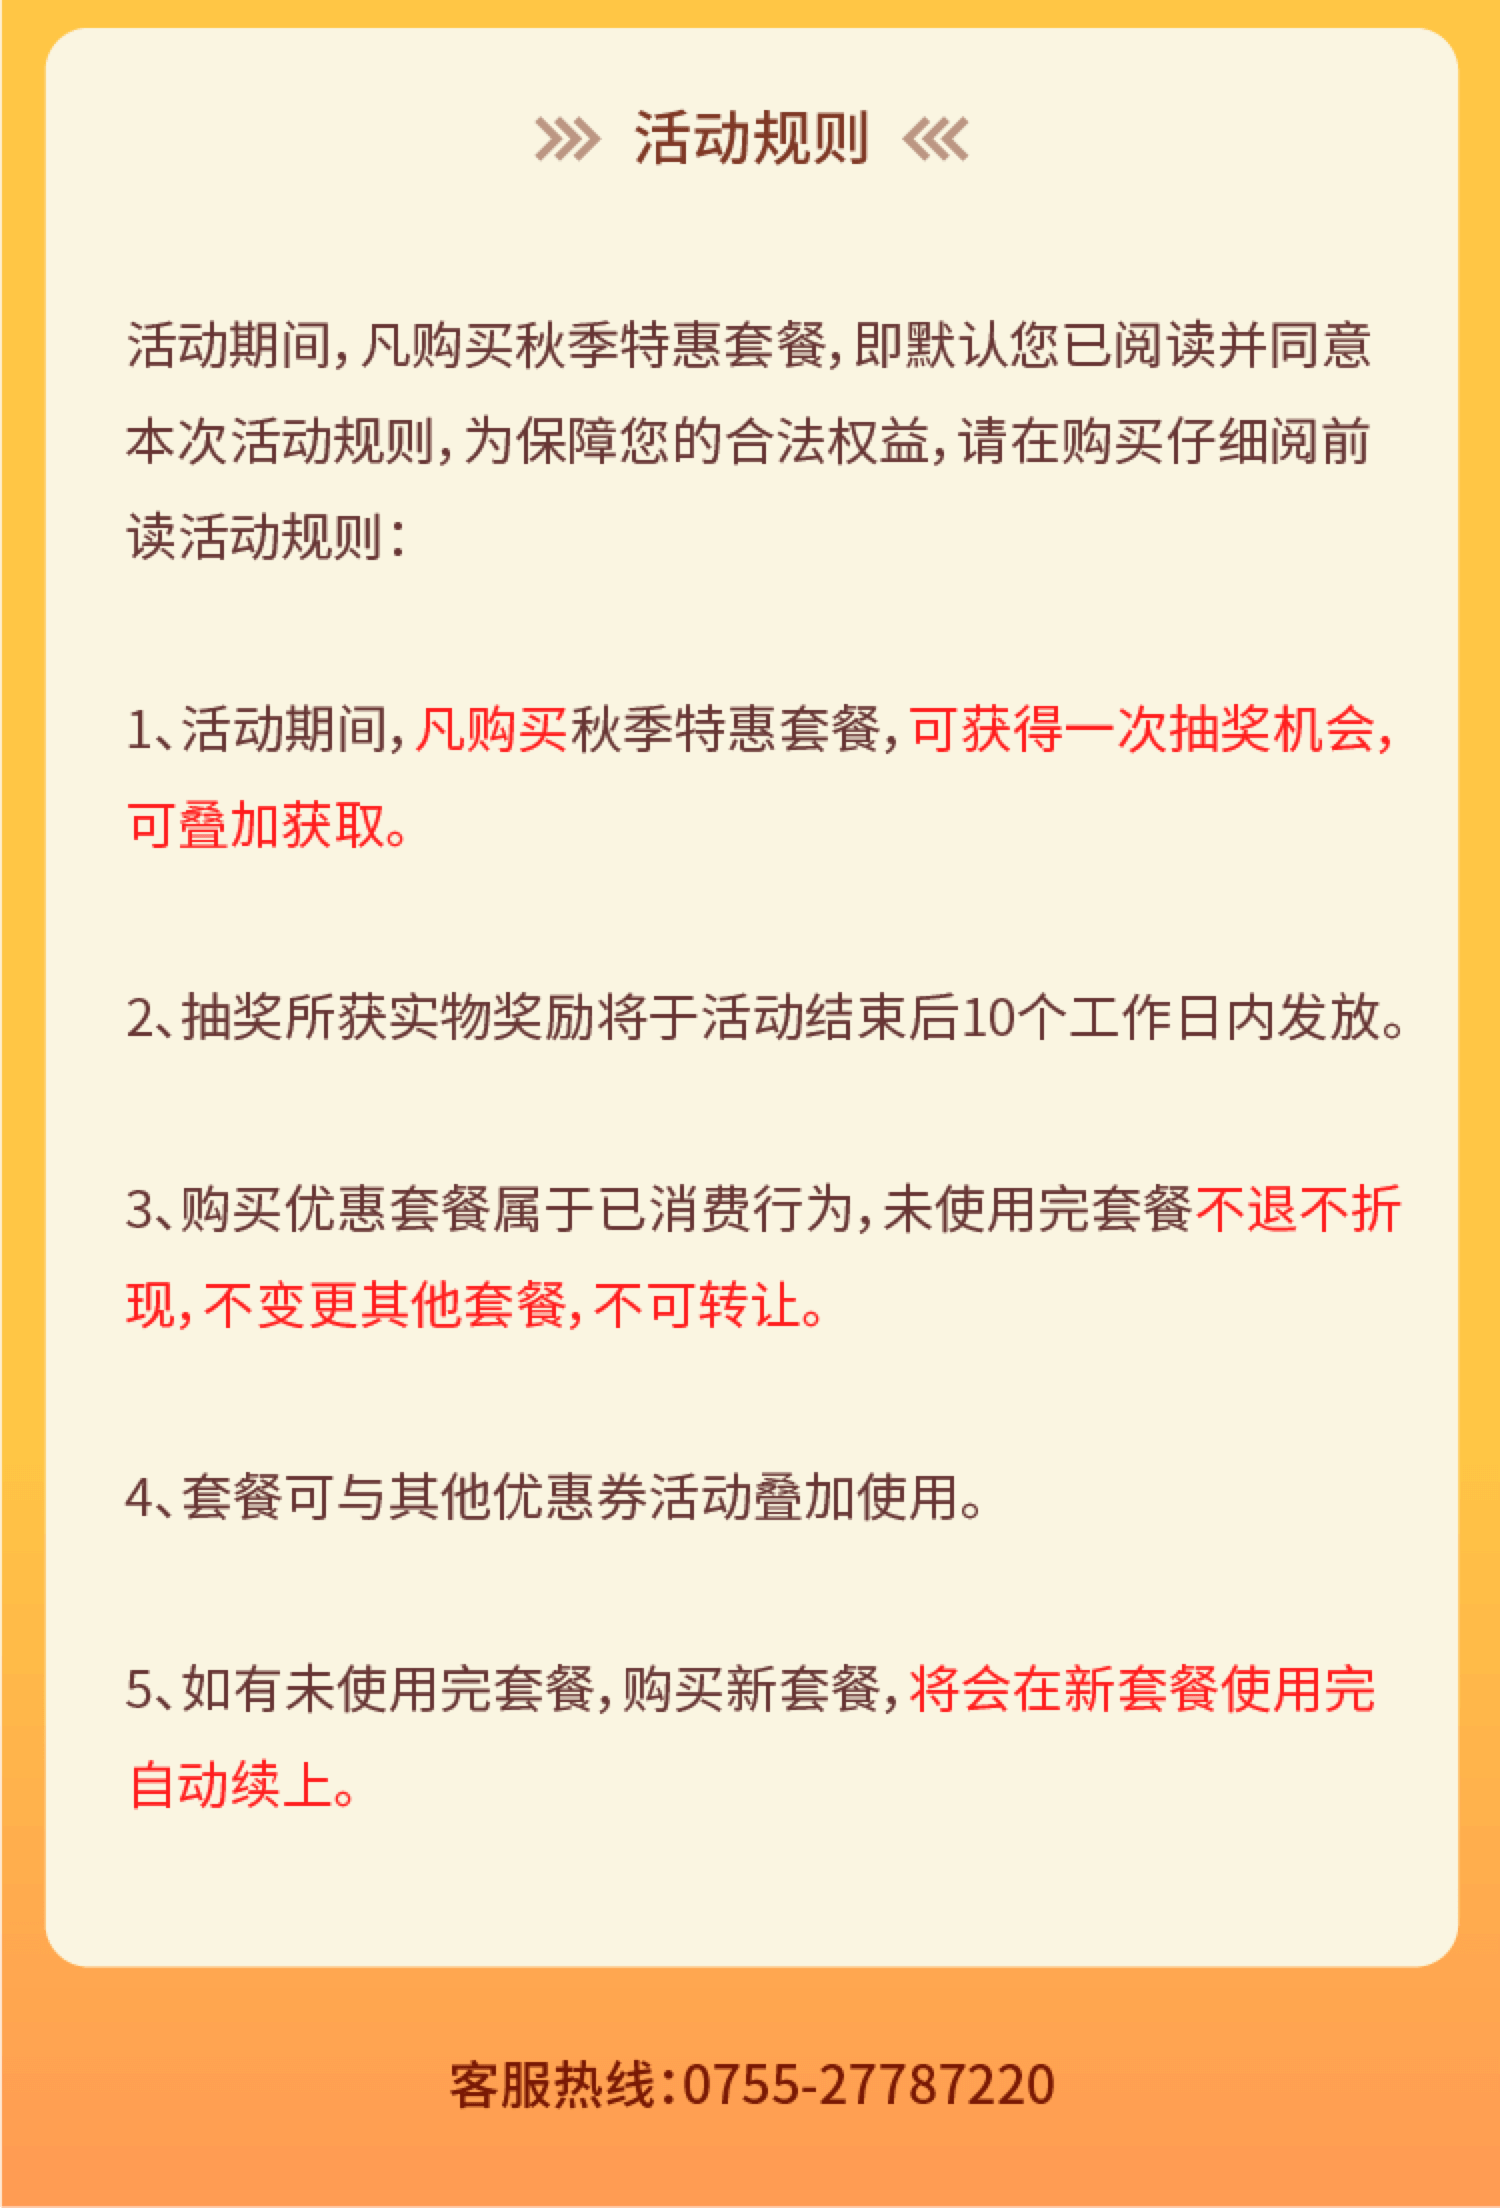 活动规则
活动期间，凡购买秋季特惠套餐，即默认您已阅读并同意
本次活动规则，为保障您的合法权益，请在购买仔细阅前
读活动规则：
1、活动期间，凡购买秋季特惠套餐，可获得一次抽奖机会，
可叠加获取。
2、抽奖所获实物奖励将于活动结束后10个工作日内发放。
3、购买优惠套餐属于已消费行为，未使用完套餐不退不折
现，不变更其他套餐，不可转让。
4、套餐可与其他优惠券活动叠加使用。
5、如有未使用完套餐，购买新套餐，将会在新套餐使用完
自动续上。
客服热线：0755-27787220